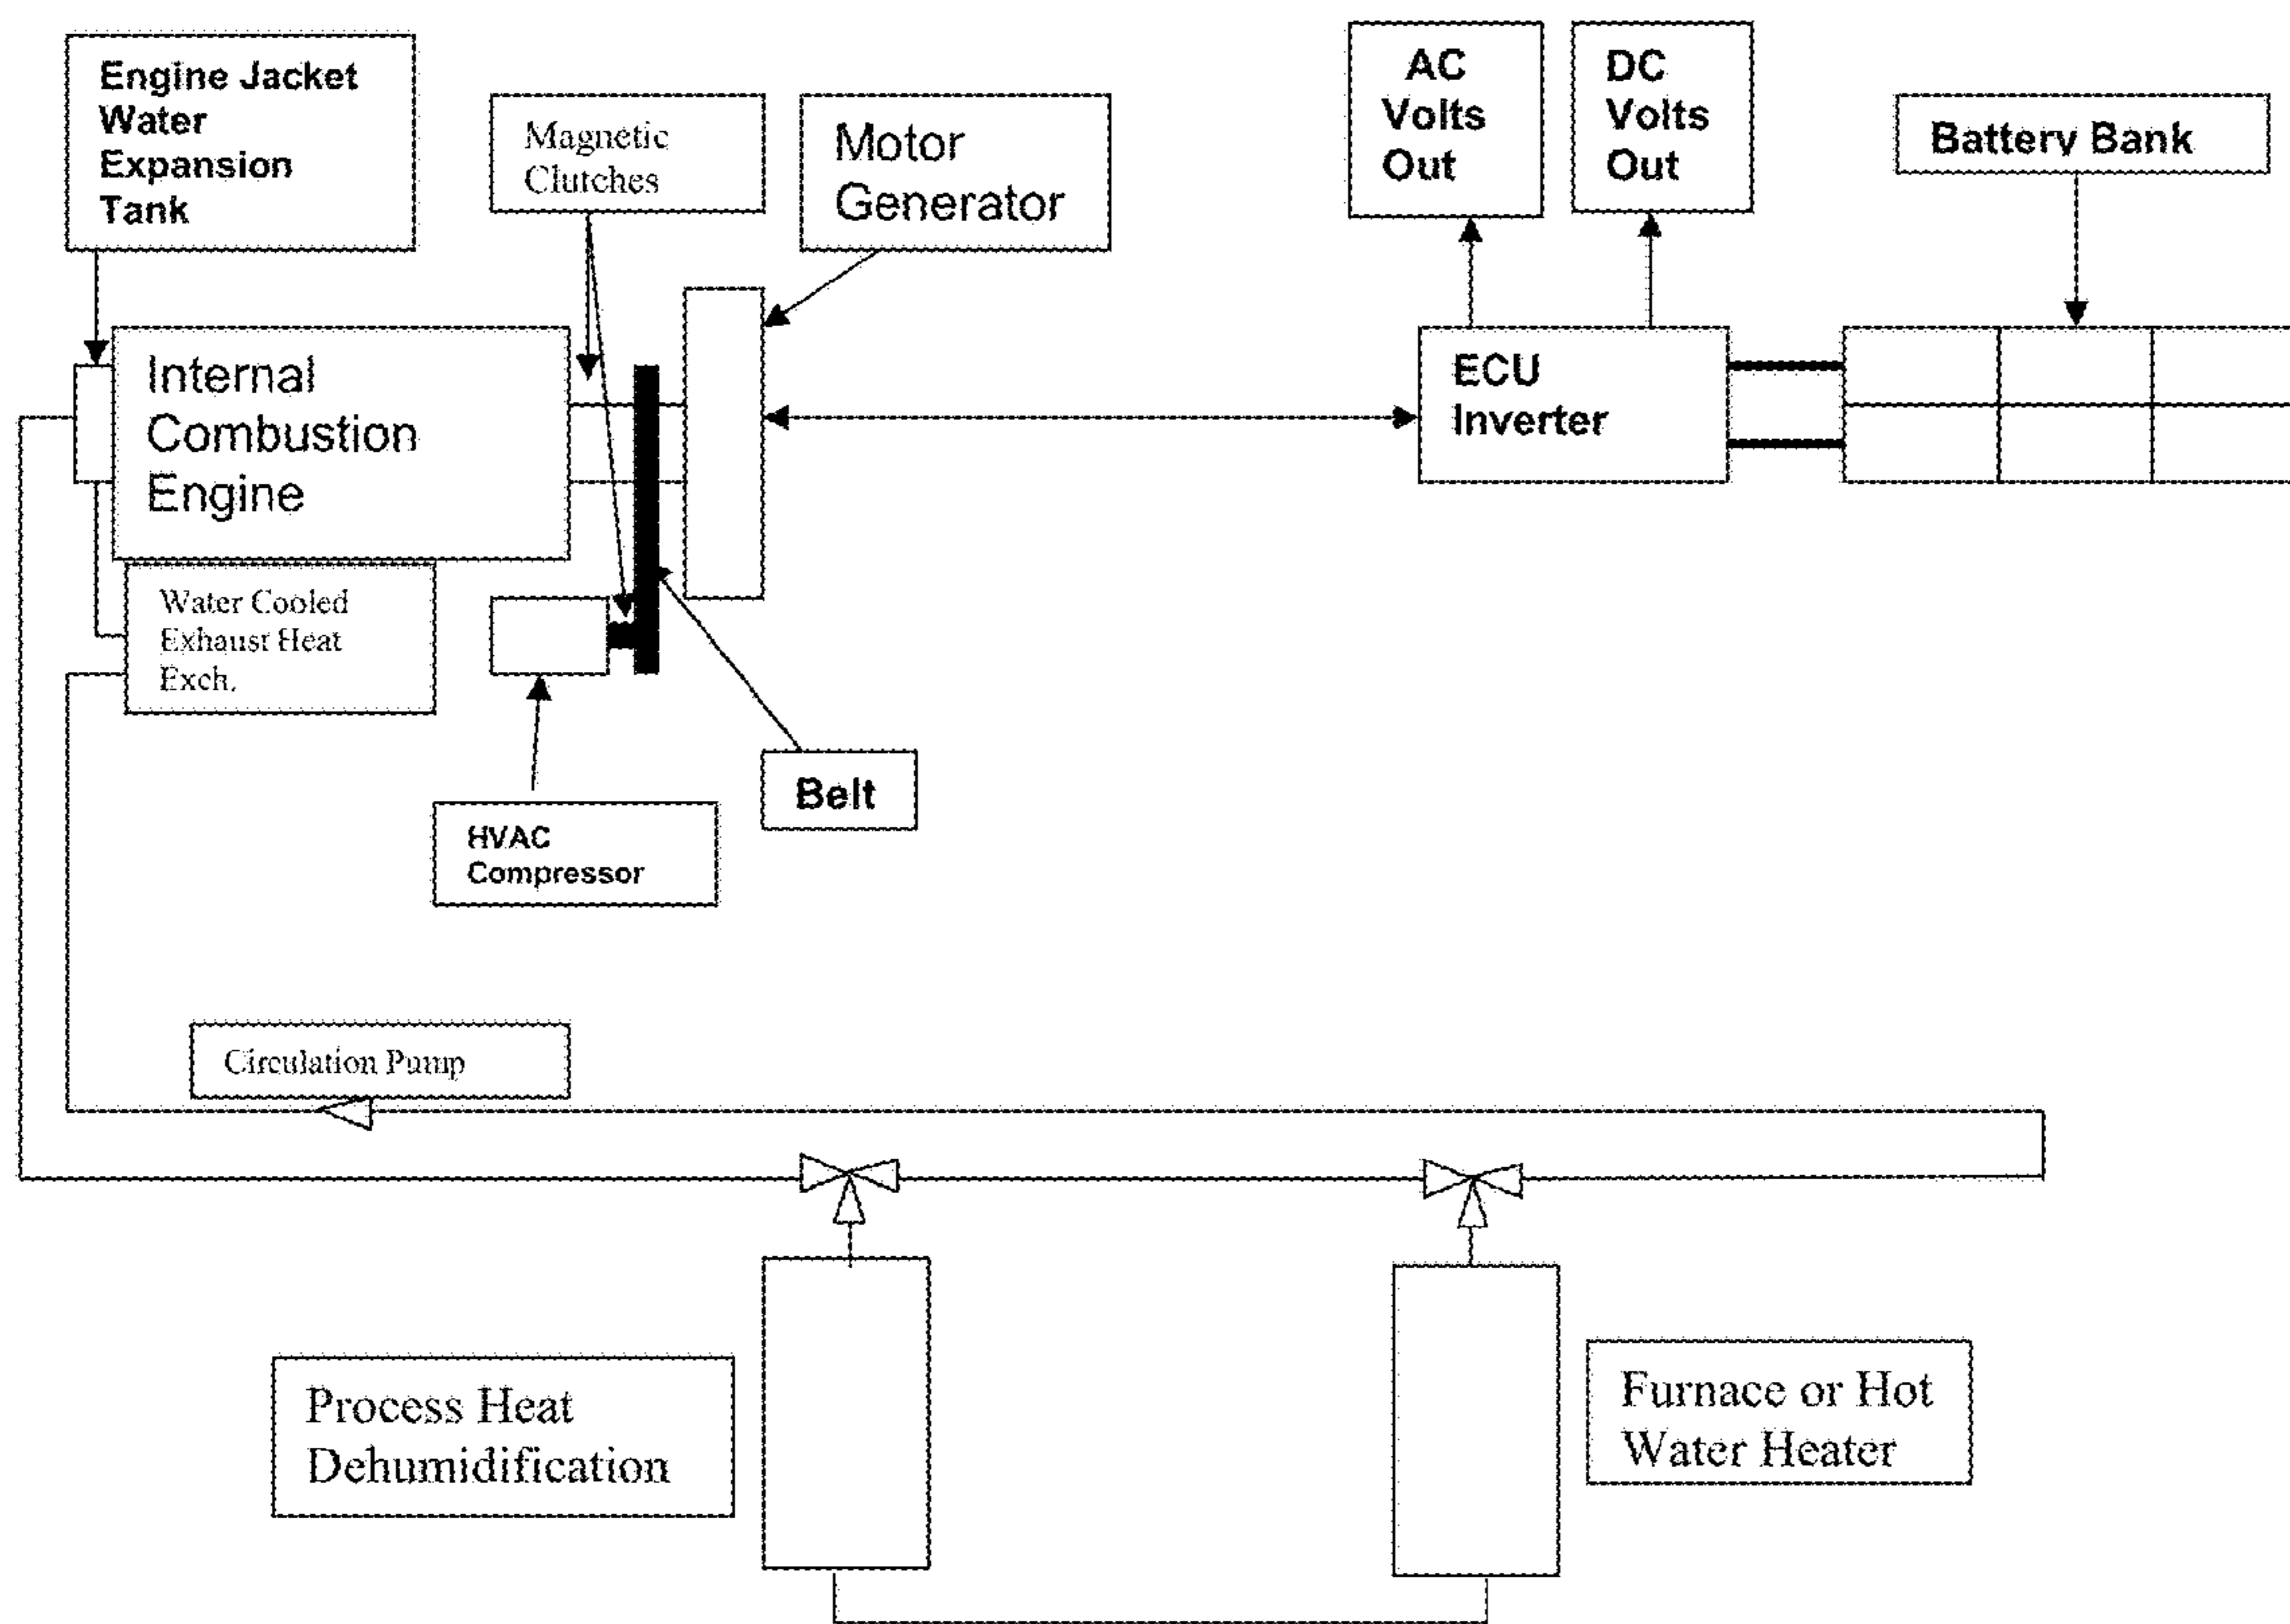 Engine Jacket
Water
Expansion
Tank
Magnetic
Clutches
Motor
Generator
AC
Volts
Out
DC
Volts
Out
Battery Bank
Internal
Combustion
Engine
ECU
Inverter
Water Cooled
Exhaust Heat
Exch.
Belt
HVAC
Compressor
Circulation Pump
Process Heat
Dehumidification
Furnace or Hot
Water Heater